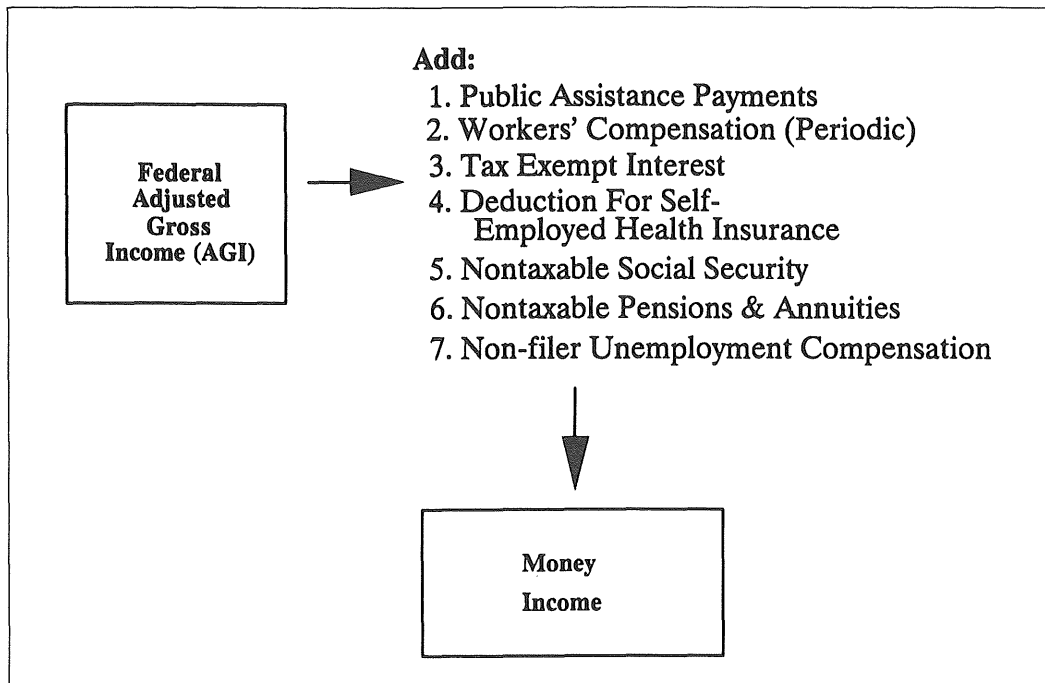 Add:
1. Public Assistance Payments
2. Workers' Compensation (Periodic)
3. Tax Exempt Interest
4. Deduction For Self-
Employed Health Insurance
5. Nontaxable Social Security
6. Nontaxable Pensions & Annuities
7. Non-filer Unemployment Compensation
Federal
Adjusted
Gross
Income (AGI)
Money
Income